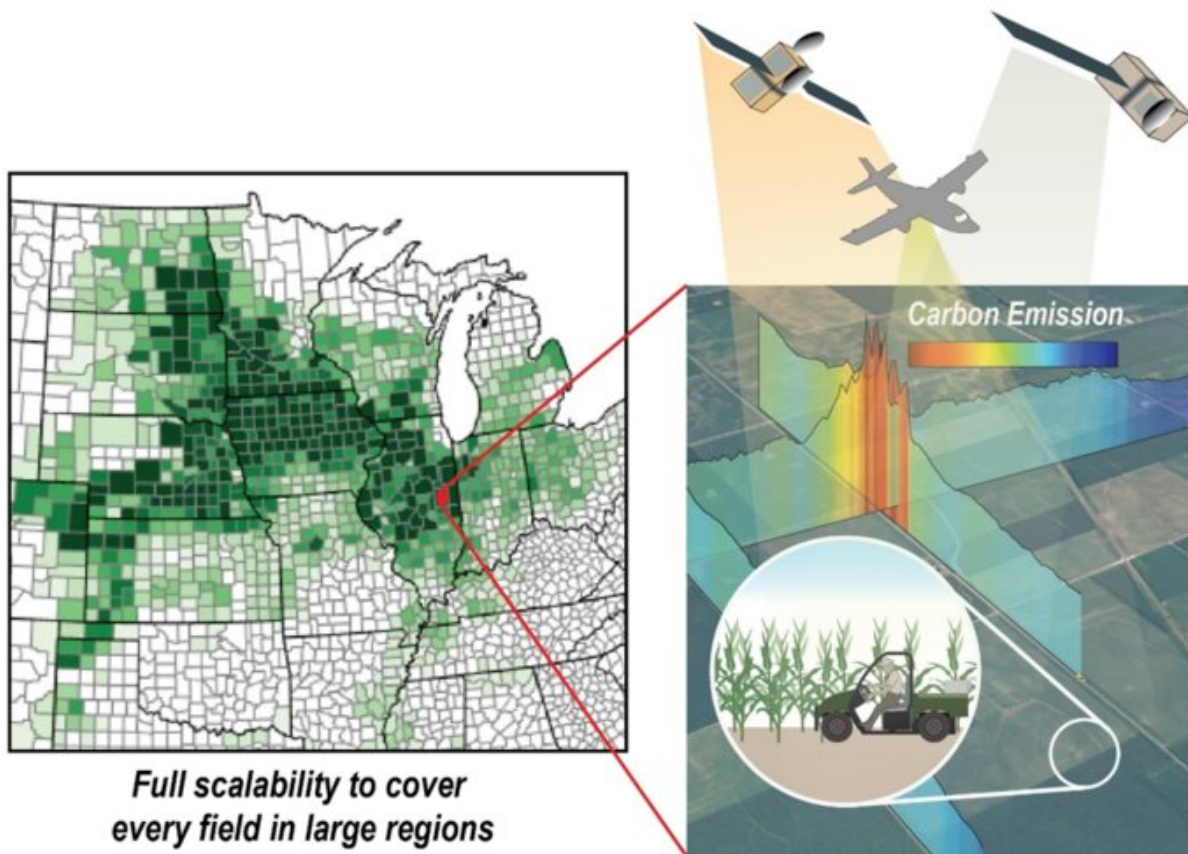 Carbon Emission
Full scalability to cover
every field in large regions